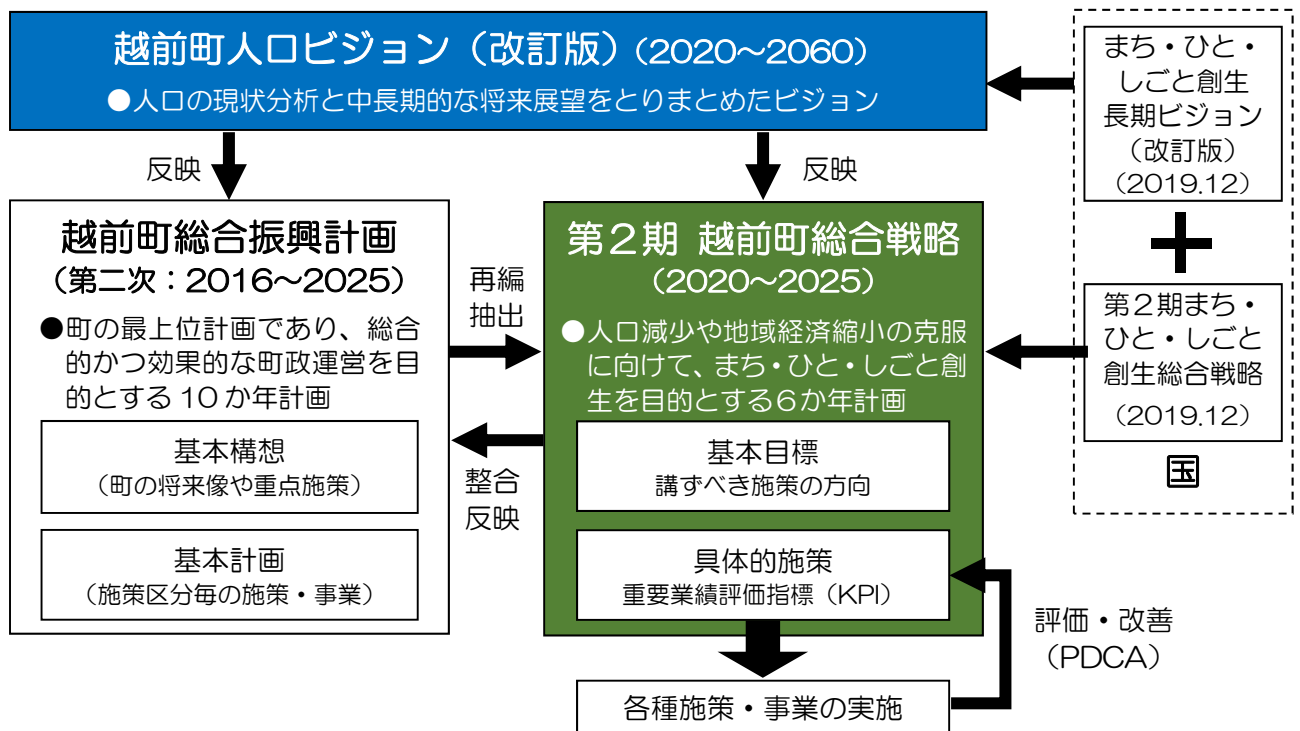 越前町人口ビジョン（改訂版）（2020～2060）
●人口の現状分析と中長期的な将来展望をとりまとめたビジョン
まち・ひと・
しごと創生
長期ビジョン
（改訂版）
（2019.12）
反映
反映
越前町総合振興計画
（第二次：2016～2025）
●町の最上位計画であり、総合
的かつ効果的な町政運営を目
的とする10か年計画
基本構想
（町の将来像や重点施策）
基本計画
（施策区分毎の施策・事業）
再編
抽出
整合
反映
第２期 越前町総合戦略
（2020～2025）
●人口減少や地域経済縮小の克服
に向けて、まち・ひと・しごと創
生を目的とする６か年計画
基本目標
講ずべき施策の方向
具体的施策
重要業績評価指標（KPI）
各種施策・事業の実施
第２期まち・
ひと・しごと
創生総合戦略
（2019.12）
国
評価・改善
（PDCA）